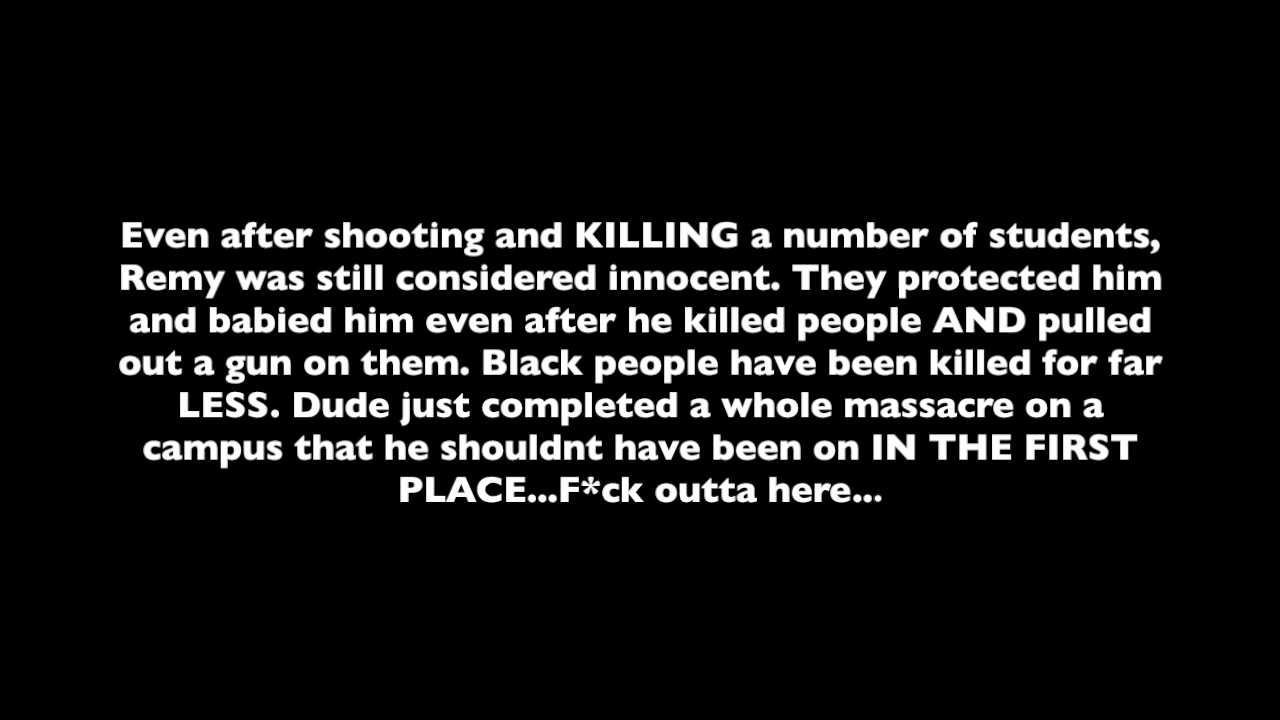 Even after shooting and KILLING a number of students,
Remy was still considered innocent. They protected him
and babied him even after he killed people AND pulled
out a gun on them. Black people have been killed for far
LESS. Dude just completed a whole massacre on a
campus that he shouldnt have been on IN THE FIRST
PLACE...F*ck outta here...